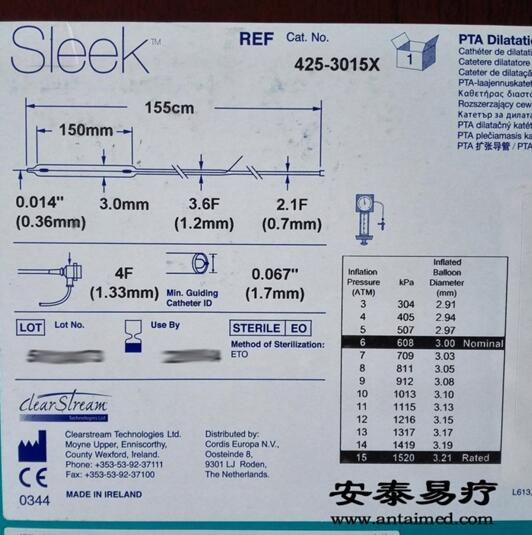 Sleek™
REF Cat. No.
425-3015X
1
PTA Dilatati
Cathéter de dilatati
Catetere dilatatore
Cateter de dilataçã
PTA-laajennuskatet
Καθετήρας διαστο
Rozszerzający cew
Катетър за дилата
PTA dilatačný katét
PTA plečiamasis ka
PTA 扩张导管 / PTA
155cm
150mm
0.014"
(0.36mm)
3.0mm
3.6F
(1.2mm)
2.1F
(0.7mm)
4F
(1.33mm)
Min. Guiding
Catheter ID
0.067"
(1.7mm)
LOT Lot No.
Use By
STERILE EO
Method of Sterilization:
ETO
Inflation Pressure (ATM) kPa Inflated Balloon Diameter (mm)
3 304 2.91
4 405 2.94
5 507 2.97
6 608 3.00 Nominal
7 709 3.03
8 811 3.05
9 912 3.08
10 1013 3.10
11 1115 3.13
12 1216 3.15
13 1317 3.17
14 1419 3.19
15 1520 3.21 Rated
clearStream
Technologies Ltd
Clearstream Technologies Ltd.
Moyne Upper, Enniscorthy,
County Wexford, Ireland.
Phone: +353-53-92-37111
Fax: +353-53-92-37100
MADE IN IRELAND
Distributed by:
Cordis Europa N.V.,
Oosteinde 8,
9301 LJ Roden,
The Netherlands.
CE
0344
L613.
安泰易疗
www.antaimed.com